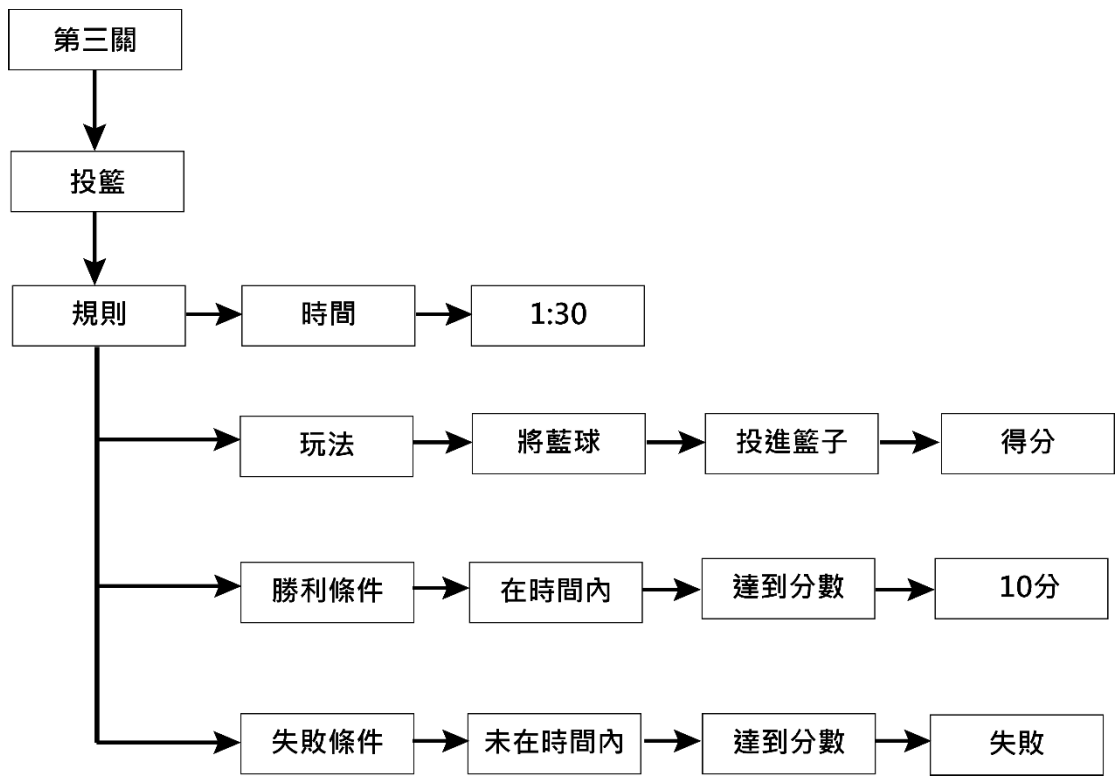 第三關
投籃
規則
時間
1:30
玩法
將籃球
投進籃子
得分
勝利條件
在時間內
達到分數
10分
失敗條件
未在時間內
達到分數
失敗